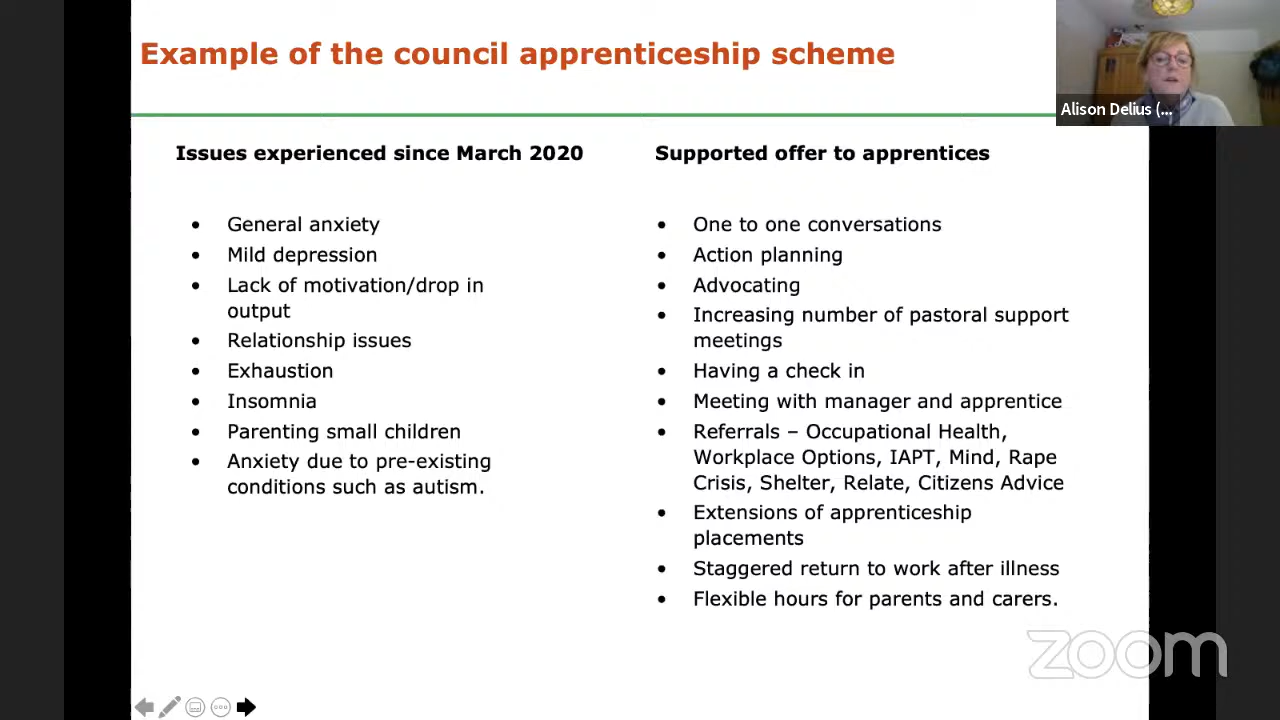 Example of the council apprenticeship scheme
Alison Delius (...
Issues experienced since March 2020
• General anxiety
• Mild depression
• Lack of motivation/drop in
output
• Relationship issues
• Exhaustion
• Insomnia
• Parenting small children
• Anxiety due to pre-existing
conditions such as autism.
Supported offer to apprentices
• One to one conversations
• Action planning
• Advocating
• Increasing number of pastoral support
meetings
• Having a check in
• Meeting with manager and apprentice
• Referrals – Occupational Health,
Workplace Options, IAPT, Mind, Rape
Crisis, Shelter, Relate, Citizens Advice
• Extensions of apprenticeship
placements
• Staggered return to work after illness
• Flexible hours for parents and carers.
zoom